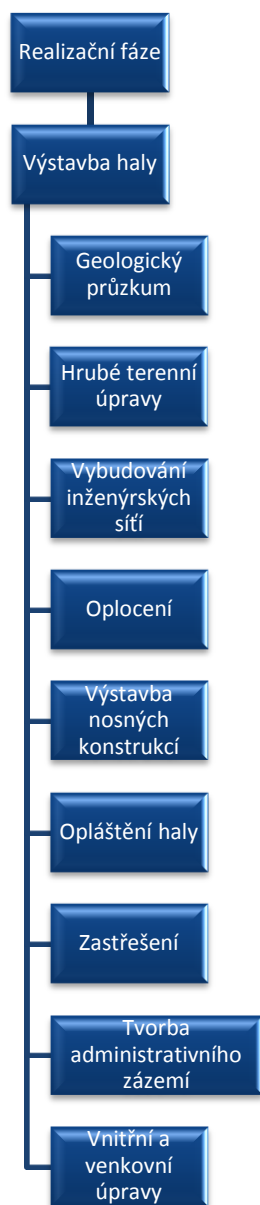 Realizační fáze
Výstavba haly
Geologický
průzkum
Hrubé terenní
úpravy
Vybudování
inženýrských
síťí
Oplocení
Výstavba
nosných
konstrukcí
Opláštění haly
Zastřešení
Tvorba
administrativního
zázemí
Vnitřní a
venkovní
úpravy